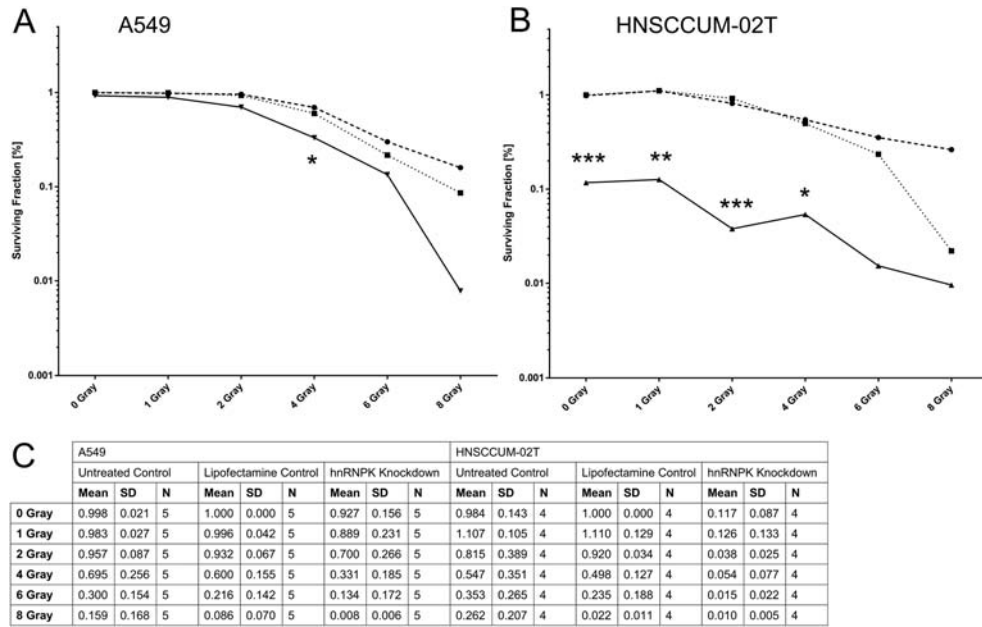 A A549
Surviving Fraction [%]
1
0.1
0.01
0.001
*
0 Gray 1 Gray 2 Gray 4 Gray 6 Gray 8 Gray
B HNSCCUM-02T
Surviving Fraction [%]
1
0.1
0.01
0.001
*** ** *** *
0 Gray 1 Gray 2 Gray 4 Gray 6 Gray 8 Gray
C
A549 HNSCCUM-02T
Untreated Control Lipofectamine Control hnRNPK Knockdown Untreated Control Lipofectamine Control hnRNPK Knockdown
Mean SD N Mean SD N Mean SD N Mean SD N Mean SD N Mean SD N
0 Gray 0.998 0.021 5 1.000 0.000 5 0.927 0.156 5 0.984 0.143 4 1.000 0.000 4 0.117 0.087 4
1 Gray 0.983 0.027 5 0.996 0.042 5 0.889 0.231 5 1.107 0.105 4 1.110 0.129 4 0.126 0.133 4
2 Gray 0.957 0.087 5 0.932 0.067 5 0.700 0.266 5 0.815 0.389 4 0.920 0.034 4 0.038 0.025 4
4 Gray 0.695 0.256 5 0.600 0.155 5 0.331 0.185 5 0.547 0.351 4 0.498 0.127 4 0.054 0.077 4
6 Gray 0.300 0.154 5 0.216 0.142 5 0.134 0.172 5 0.353 0.265 4 0.235 0.188 4 0.015 0.022 4
8 Gray 0.159 0.168 5 0.086 0.070 5 0.008 0.006 5 0.262 0.207 4 0.022 0.011 4 0.010 0.005 4